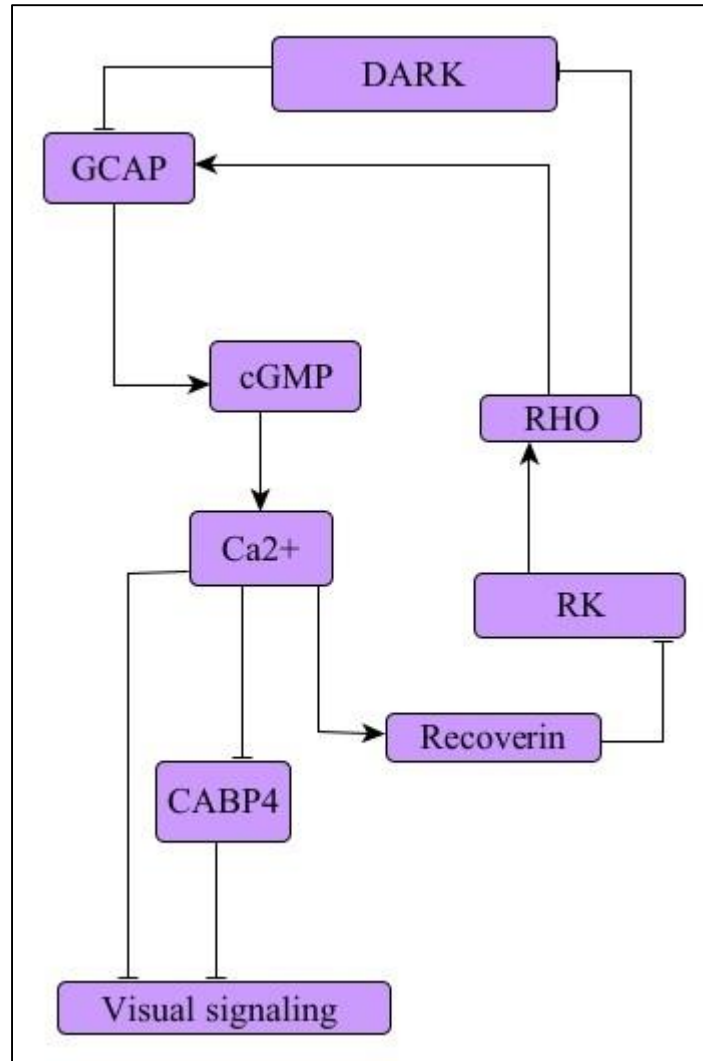 DARK
GCAP
cGMP
RHO
Ca2+
RK
Recoverin
CABP4
Visual signaling